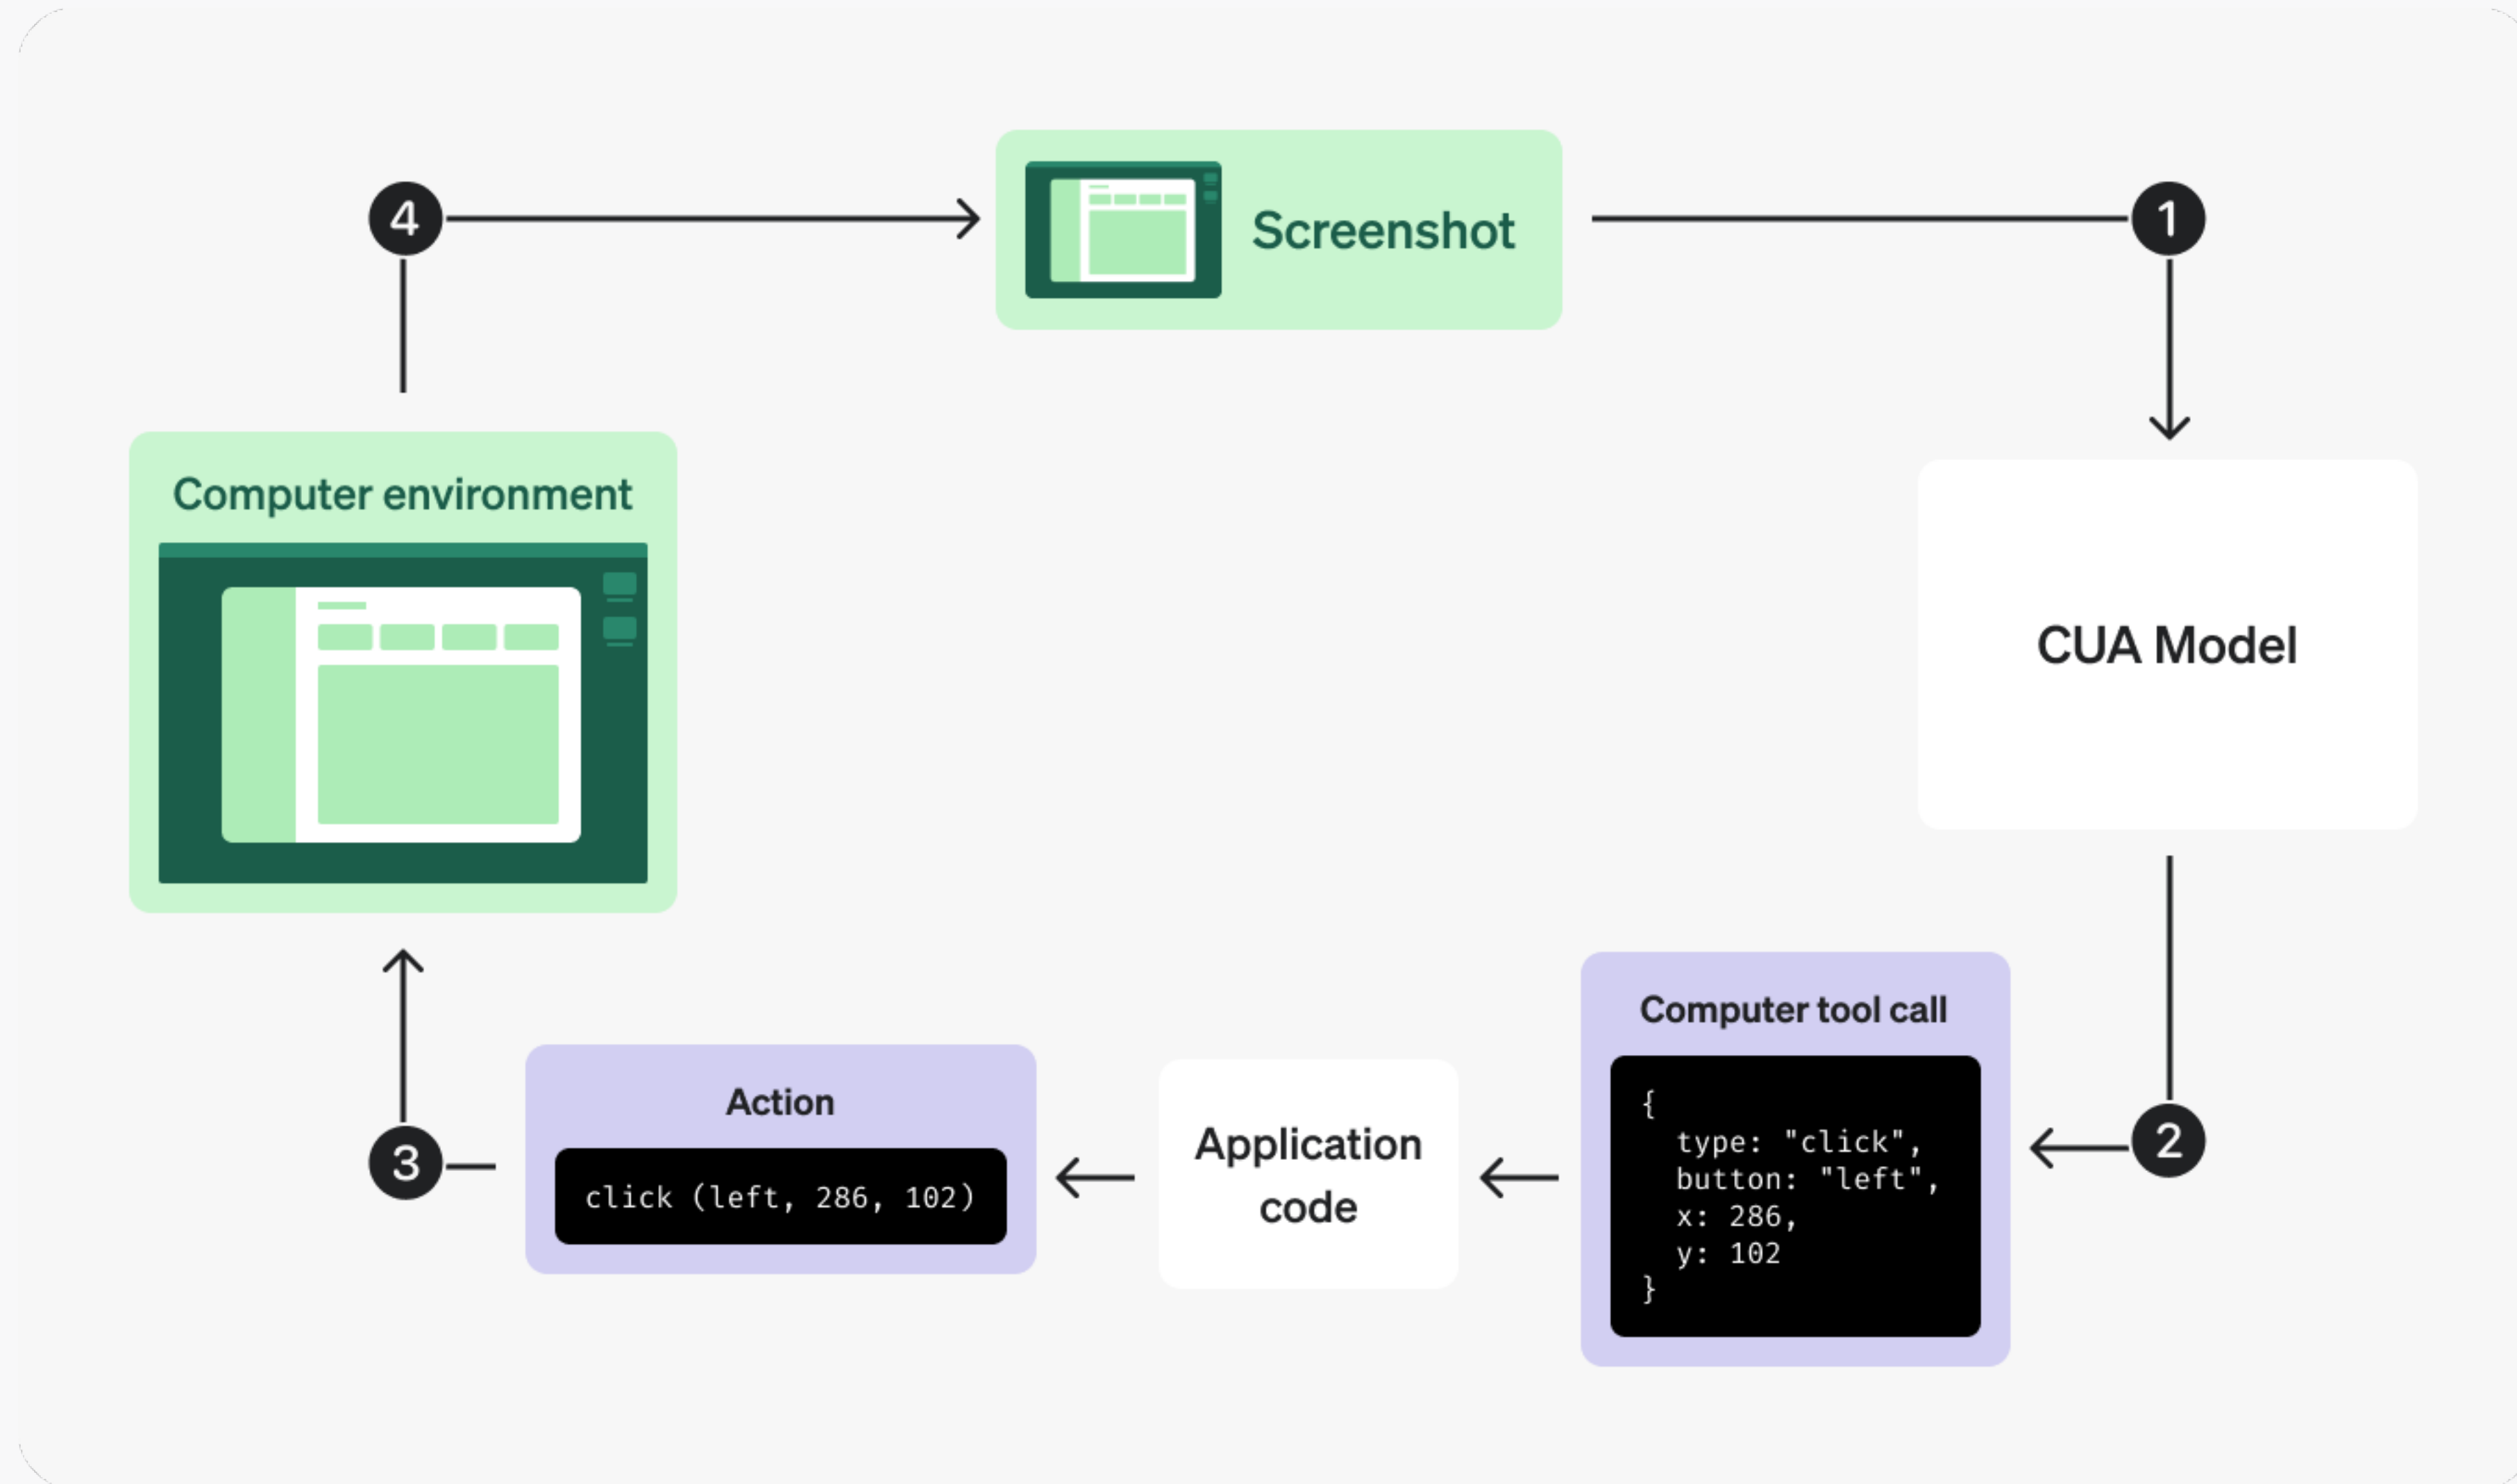 4
Screenshot
1
Computer environment
CUA Model
Computer tool call
{
type: "click",
button: "left",
x: 286,
y: 102
}
2
Application
code
Action
click (left, 286, 102)
3